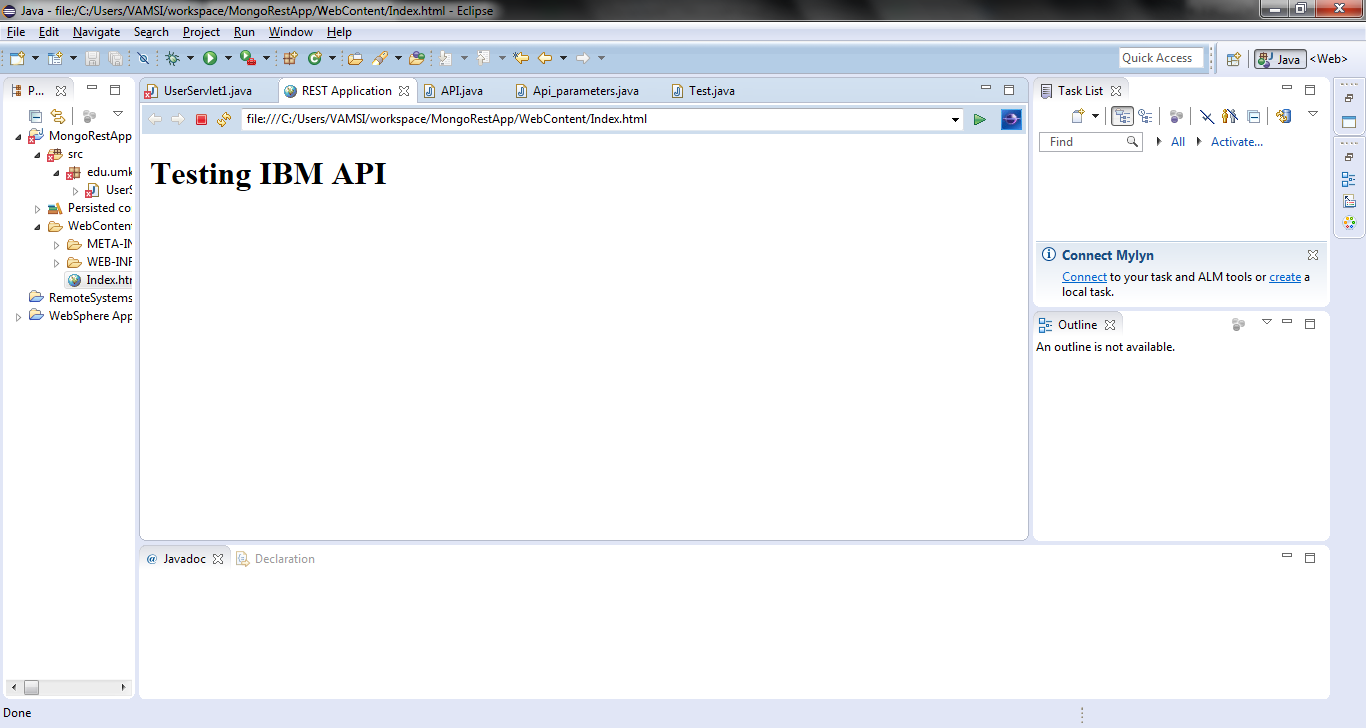 Java - file:/C:/Users/VAMSI/workspace/MongoRestApp/WebContent/Index.html - Eclipse
File Edit Navigate Search Project Run Window Help
Quick Access
Java
<Web>
P...
MongoRestApp
src
edu.umk
UserS
Persisted co
WebContent
META-IN
WEB-INF
Index.htm
RemoteSystems
WebSphere App
UserServlet1.java
REST Application
API.java
Api_parameters.java
Test.java
file:///C:/Users/VAMSI/workspace/MongoRestApp/WebContent/Index.html
Testing IBM API
Task List
Find
All
Activate...
Connect Mylyn
Connect to your task and ALM tools or create a
local task.
Outline
An outline is not available.
@ Javadoc
Declaration
Done